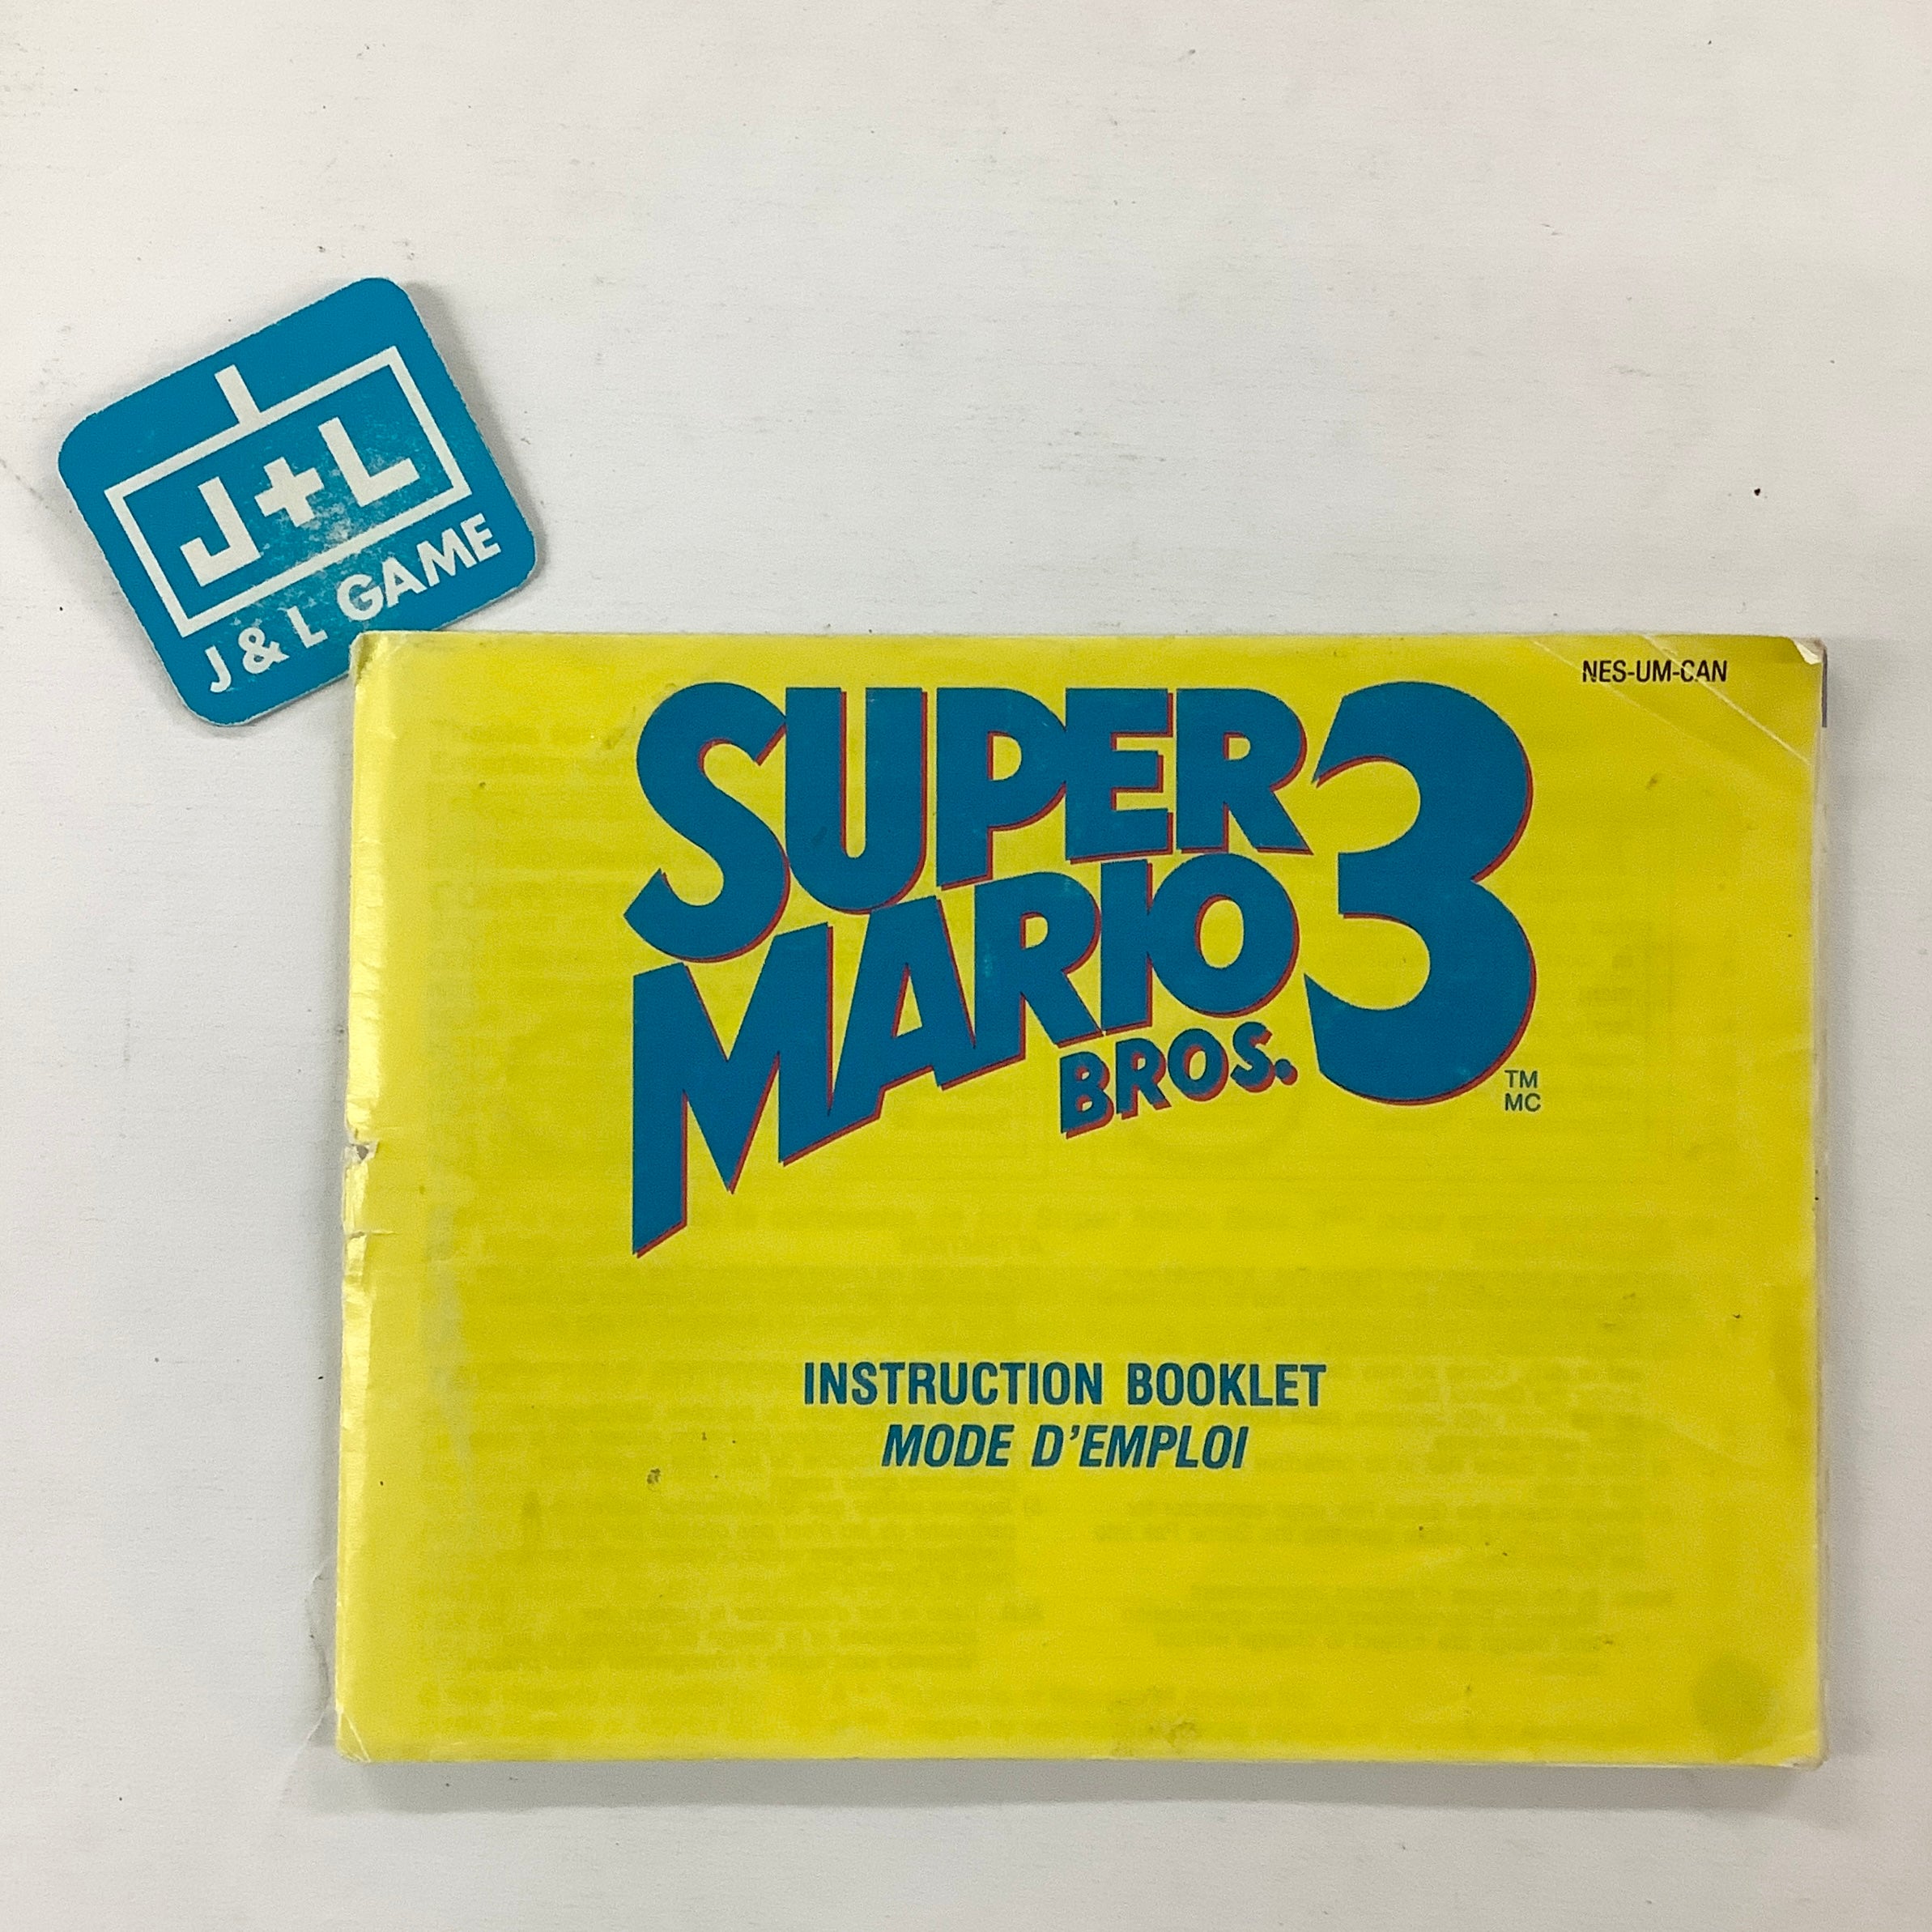 J+L
J & L GAME
NES-UM-CAN
SUPER
MARIO
BROS.
3
TM
MC
INSTRUCTION BOOKLET
MODE D'EMPLOI